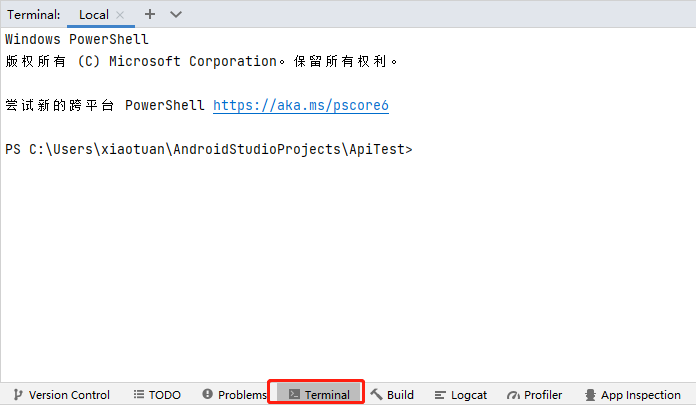 Terminal: Local
Windows PowerShell
版权所有 (C) Microsoft Corporation。保留所有权利。
尝试新的跨平台 PowerShell https://aka.ms/pscore6
PS C:\Users\xiaotuan\AndroidStudioProjects\ApiTest>
Version Control TODO Problems Terminal Build Logcat Profiler App Inspection